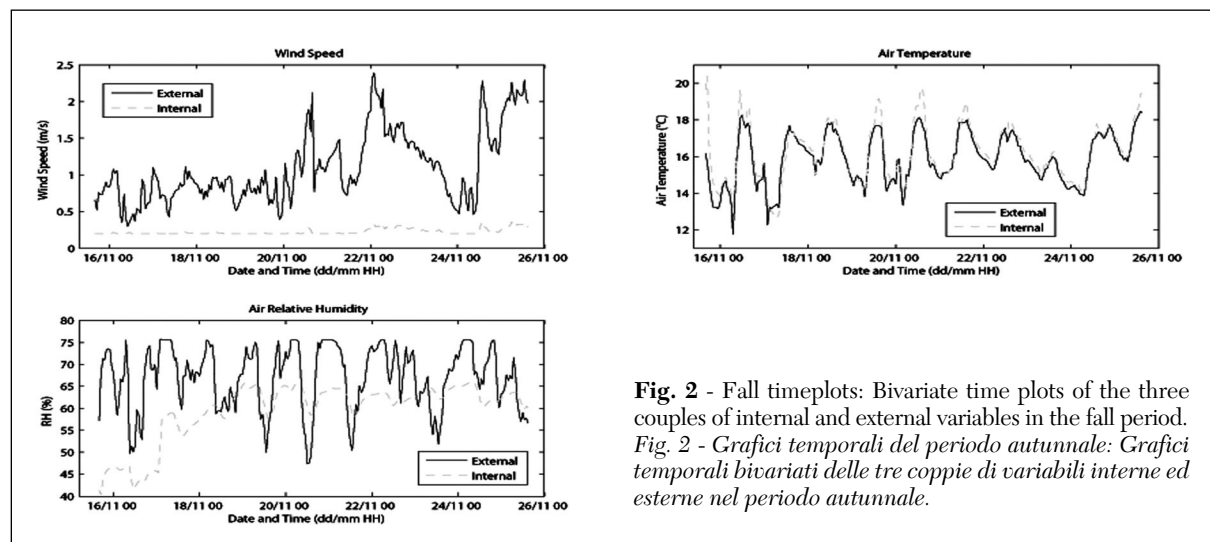 Wind Speed
2.5
2
1.5
1
0.5
0
Wind Speed (m/s)
External
Internal
16/11 00 18/11 00 20/11 00 22/11 00 24/11 00 26/11 00
Date and Time (dd/mm HH)
Air Temperature
20
18
16
14
12
Air Temperature (°C)
External
Internal
16/11 00 18/11 00 20/11 00 22/11 00 24/11 00 26/11 00
Date and Time (dd/mm HH)
Air Relative Humidity
80
75
70
65
60
55
50
45
40
RH (%)
External
Internal
16/11 00 18/11 00 20/11 00 22/11 00 24/11 00 26/11 00
Date and Time (dd/mm HH)
Fig. 2 - Fall timeplots: Bivariate time plots of the three
couples of internal and external variables in the fall period.
Fig. 2 - Grafici temporali del periodo autunnale: Grafici
temporali bivariati delle tre coppie di variabili interne ed
esterne nel periodo autunnale.